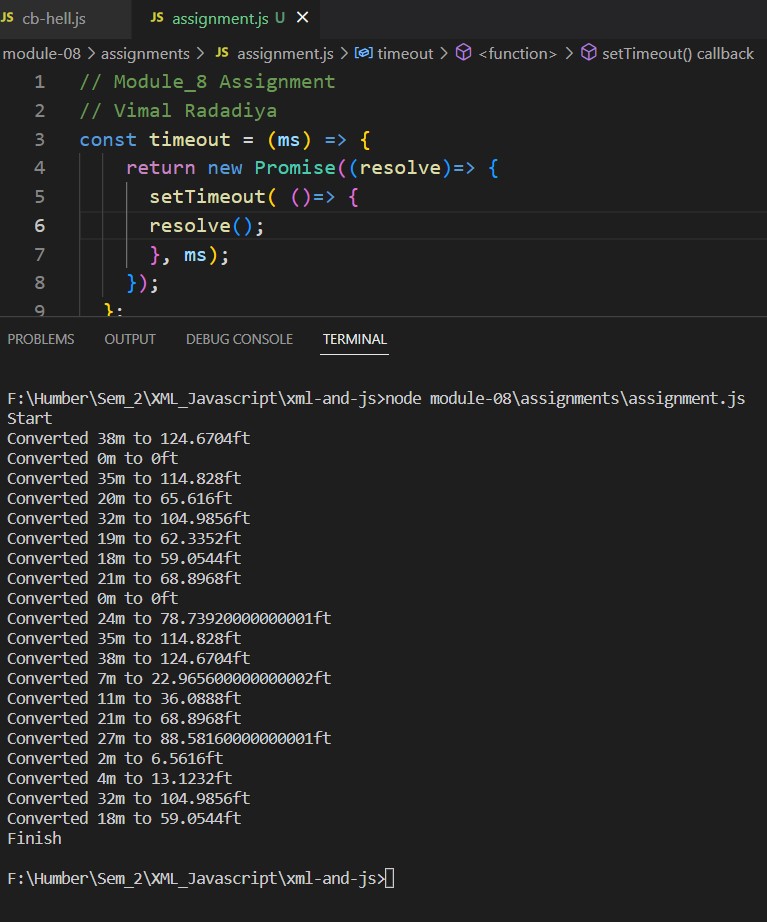 JS cb-hell.js JS assignment.js U ×
module-08 > assignments > JS assignment.js > timeout > <function> > setTimeout() callback
1 // Module_8 Assignment
2 // Vimal Radadiya
3 const timeout = (ms) => {
4 return new Promise((resolve)=> {
5 setTimeout( ()=> {
6 resolve();
7 }, ms);
8 });
9 };
PROBLEMS OUTPUT DEBUG CONSOLE TERMINAL
F:\Humber\Sem_2\XML_Javascript\xml-and-js>node module-08\assignments\assignment.js
Start
Converted 38m to 124.6704ft
Converted 0m to 0ft
Converted 35m to 114.828ft
Converted 20m to 65.616ft
Converted 32m to 104.9856ft
Converted 19m to 62.3352ft
Converted 18m to 59.0544ft
Converted 21m to 68.8968ft
Converted 0m to 0ft
Converted 24m to 78.73920000000001ft
Converted 35m to 114.828ft
Converted 38m to 124.6704ft
Converted 7m to 22.965600000000002ft
Converted 11m to 36.0888ft
Converted 21m to 68.8968ft
Converted 27m to 88.58160000000001ft
Converted 2m to 6.5616ft
Converted 4m to 13.1232ft
Converted 32m to 104.9856ft
Converted 18m to 59.0544ft
Finish
F:\Humber\Sem_2\XML_Javascript\xml-and-js>